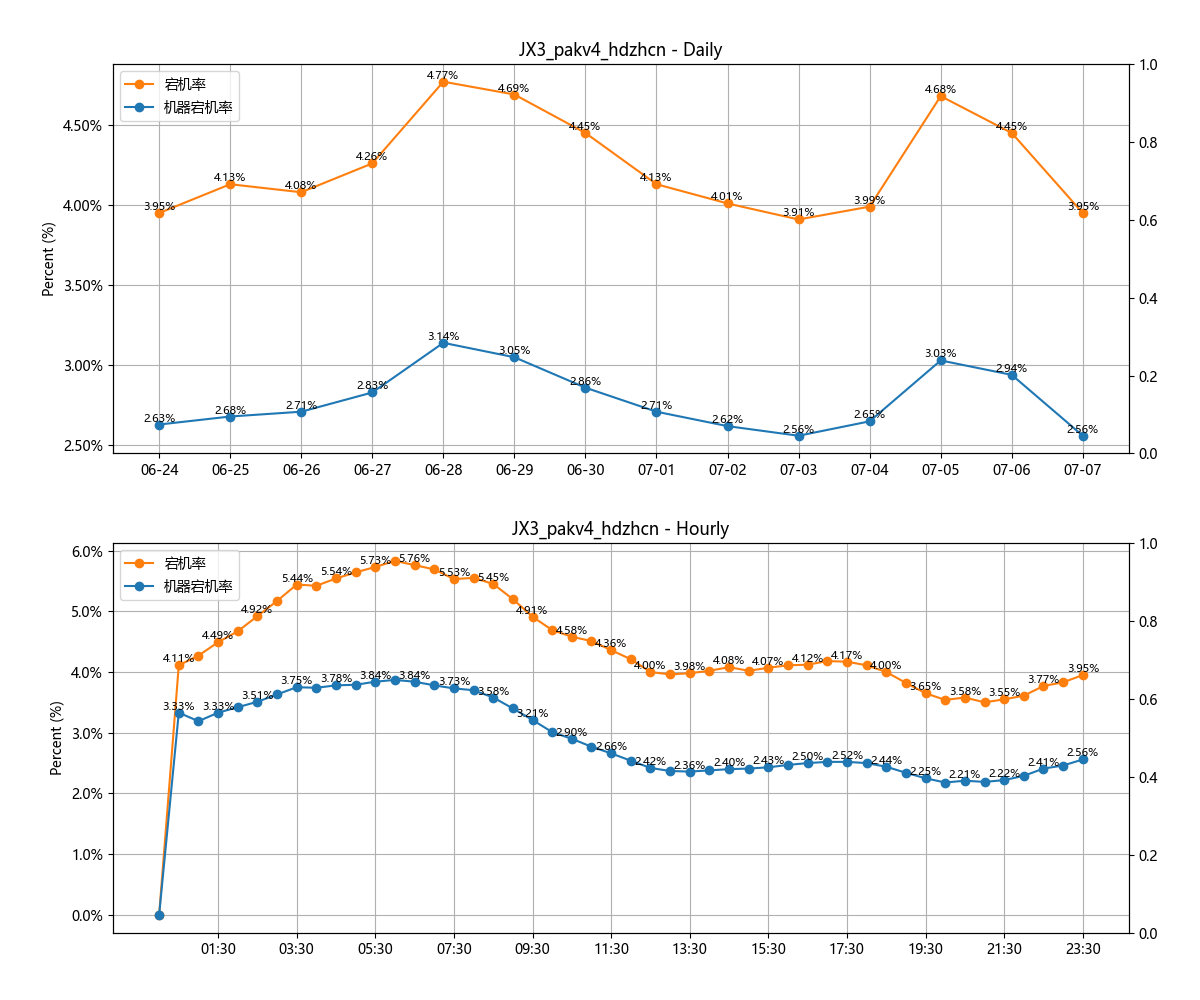 JX3_pakv4_hdzhcn - Daily
宕机率
机器宕机率
Percent (%)
4.50%
4.00%
3.50%
3.00%
2.50%
1.0
0.8
0.6
0.4
0.2
0.0
3.95% 4.13% 4.08% 4.26% 4.77% 4.69% 4.45% 4.13% 4.01% 3.91% 3.99% 4.68% 4.45% 3.95%
2.63% 2.68% 2.71% 2.83% 3.14% 3.05% 2.86% 2.71% 2.62% 2.56% 2.65% 3.03% 2.94% 2.56%
06-24 06-25 06-26 06-27 06-28 06-29 06-30 07-01 07-02 07-03 07-04 07-05 07-06 07-07
JX3_pakv4_hdzhcn - Hourly
宕机率
机器宕机率
Percent (%)
6.0%
5.0%
4.0%
3.0%
2.0%
1.0%
0.0%
1.0
0.8
0.6
0.4
0.2
0.0
4.11% 4.49% 4.92% 5.44% 5.54% 5.73% 5.76% 5.53% 5.45% 4.91% 4.58% 4.36% 4.00% 3.98% 4.08% 4.07% 4.12% 4.17% 4.00% 3.65% 3.58% 3.55% 3.77% 3.95%
3.33% 3.33% 3.51% 3.75% 3.78% 3.84% 3.84% 3.73% 3.58% 3.21% 2.90% 2.66% 2.42% 2.36% 2.40% 2.43% 2.50% 2.52% 2.44% 2.25% 2.21% 2.22% 2.41% 2.56%
01:30 03:30 05:30 07:30 09:30 11:30 13:30 15:30 17:30 19:30 21:30 23:30